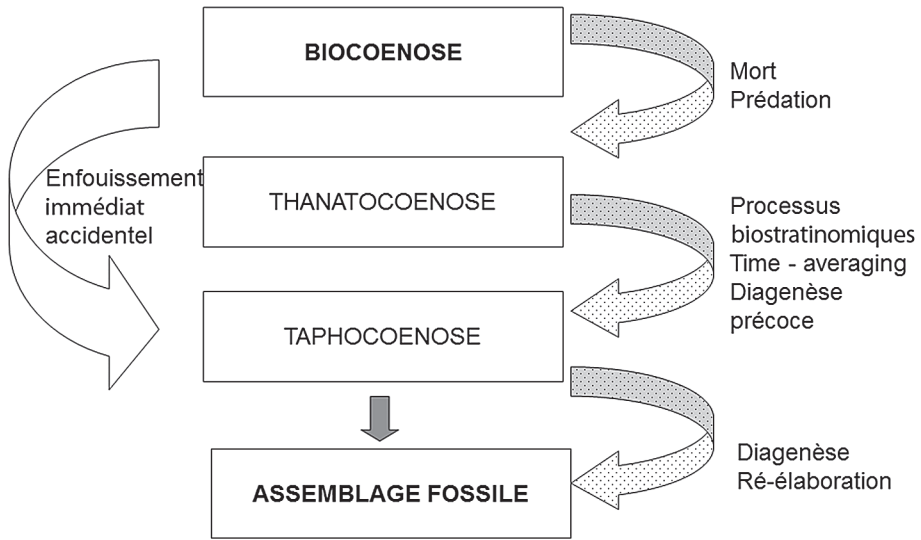 BIOCOENOSE
Mort
Prédation
Enfouissement
immédiat
accidentel
THANATOCOENOSE
Processus
biostratinomiques
Time - averaging
Diagenèse
précoce
TAPHOCOENOSE
Diagenèse
Ré-élaboration
ASSEMBLAGE FOSSILE